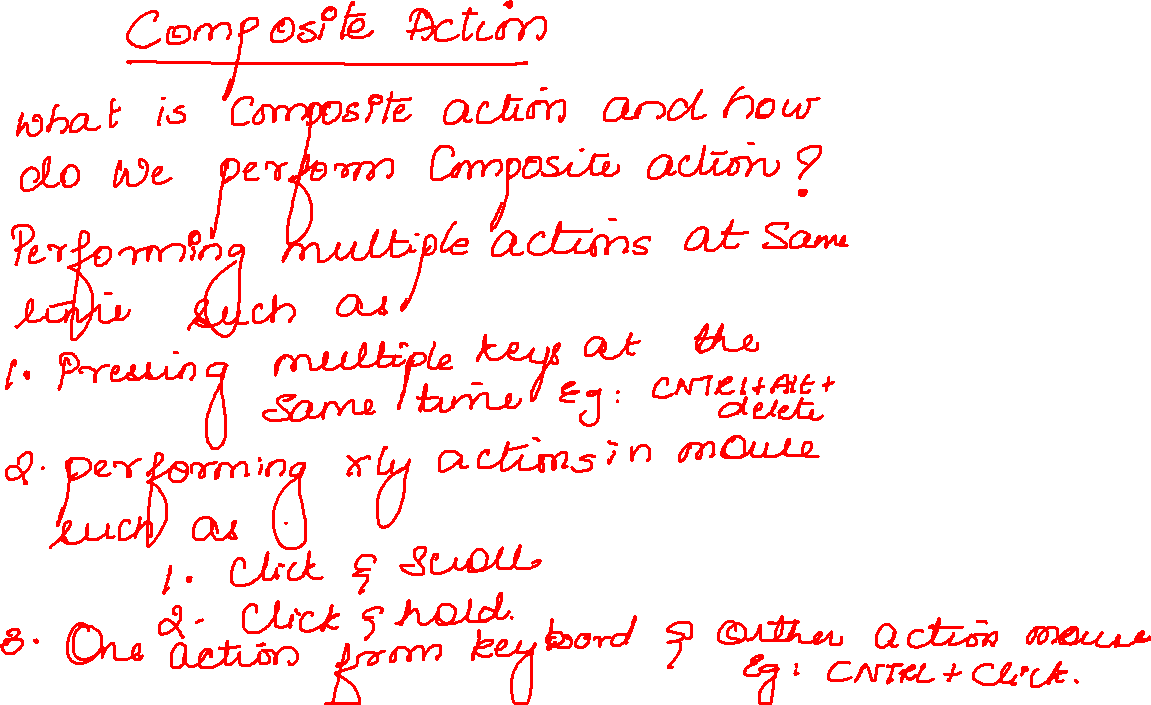 Composite Action
What is Composite action and how
do we perform Composite action?
Performing multiple actions at same
time such as
1. Pressing multiple keys at the
same time Eg: CNTRL+Alt+
delete
2. performing xly actions in mouse
such as
1. Click & Scroll
2- Click & hold.
3. One action from keyboard & Other action mouse
Eg: CNTRL + Click.